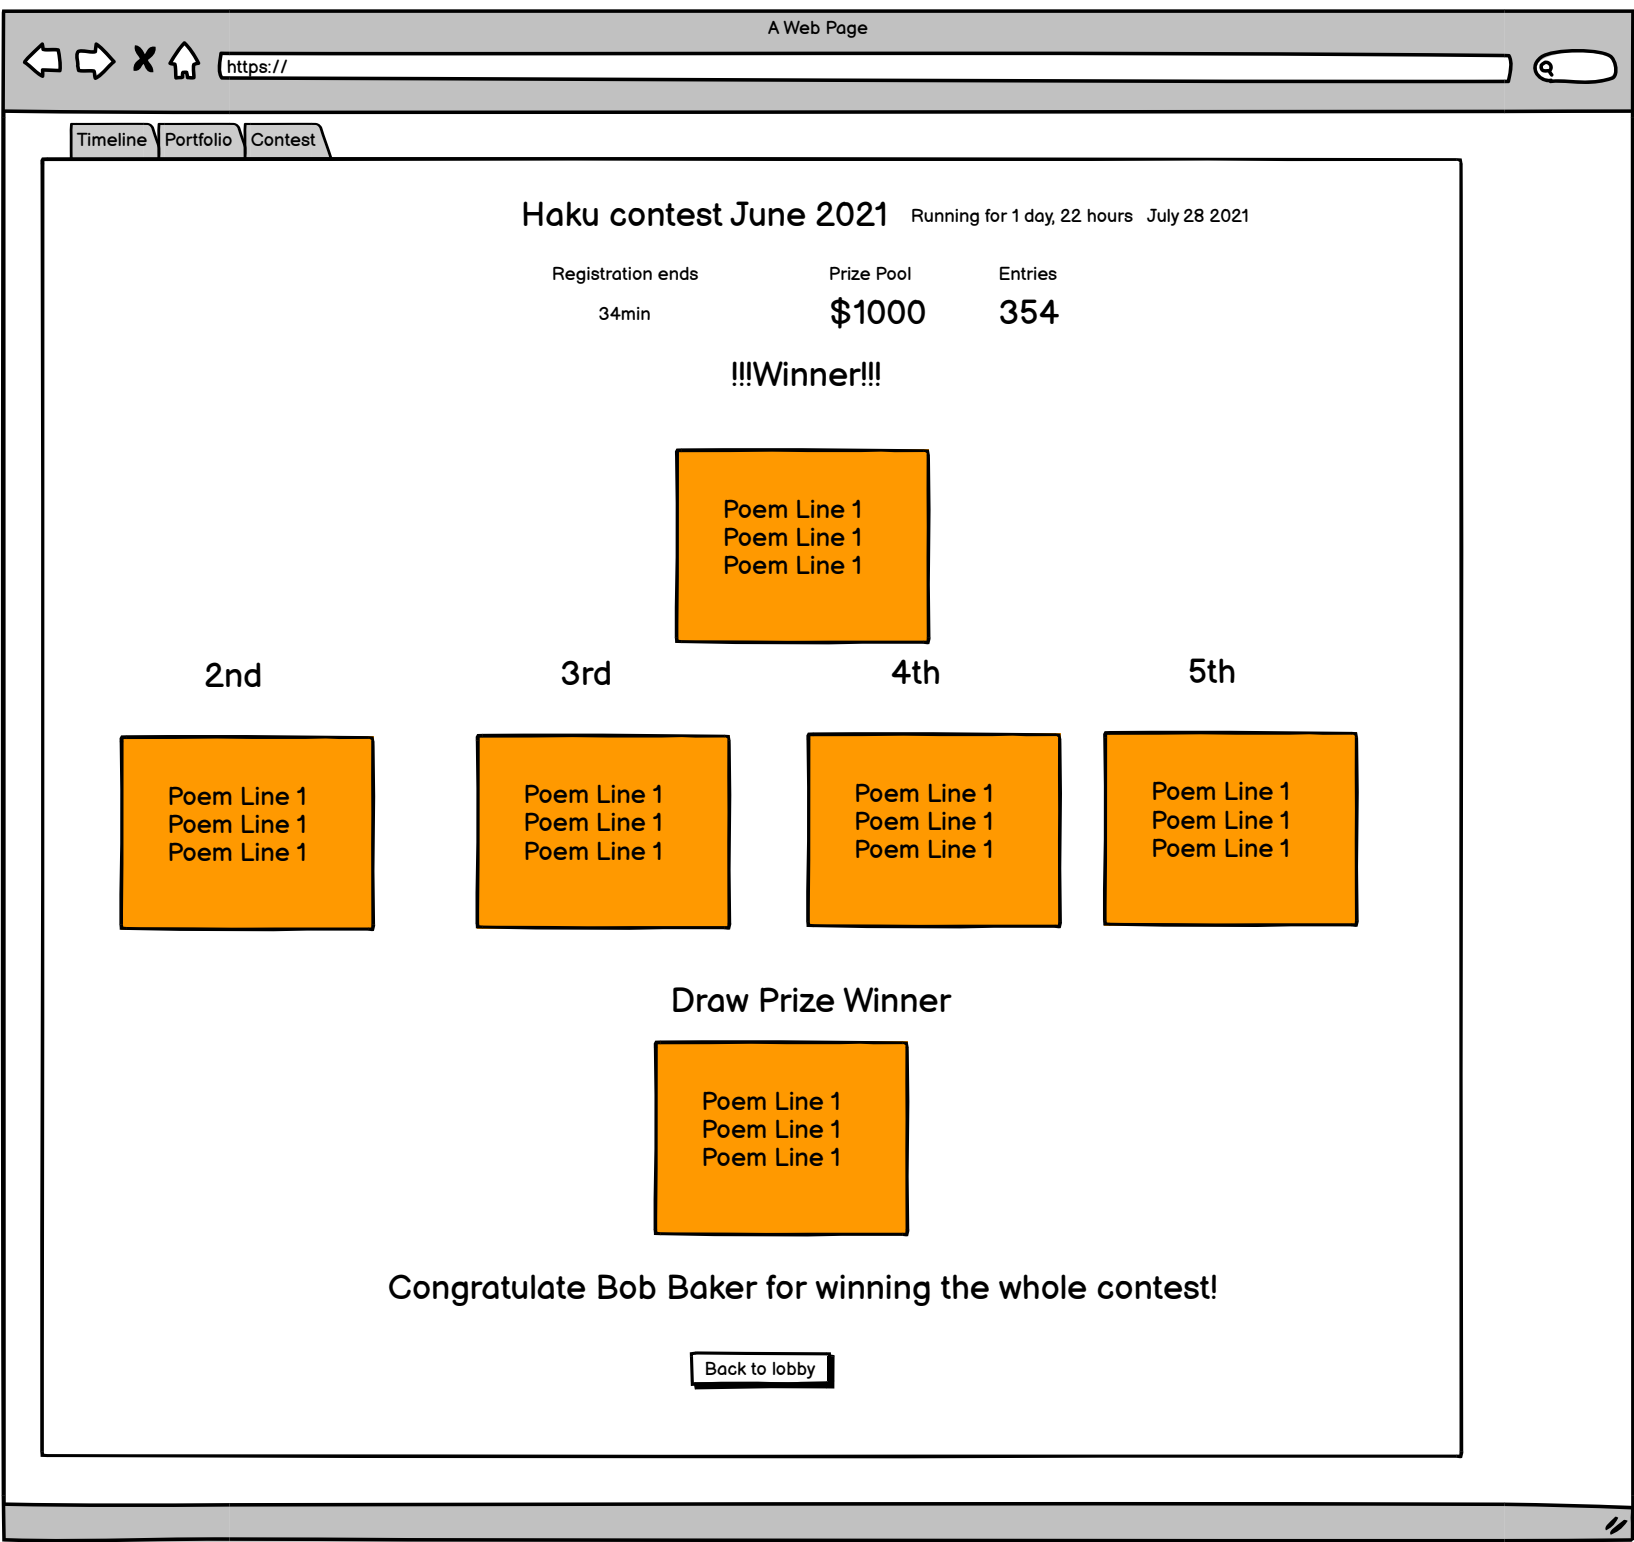 A Web Page
https://
Timeline Portfolio Contest
Haku contest June 2021 Running for 1 day, 22 hours July 28 2021
Registration ends Prize Pool Entries
34min $1000 354
!!!Winner!!!
Poem Line 1
Poem Line 1
Poem Line 1
2nd 3rd 4th 5th
Poem Line 1 Poem Line 1 Poem Line 1 Poem Line 1
Poem Line 1 Poem Line 1 Poem Line 1 Poem Line 1
Poem Line 1 Poem Line 1 Poem Line 1 Poem Line 1
Draw Prize Winner
Poem Line 1
Poem Line 1
Poem Line 1
Congratulate Bob Baker for winning the whole contest!
Back to lobby